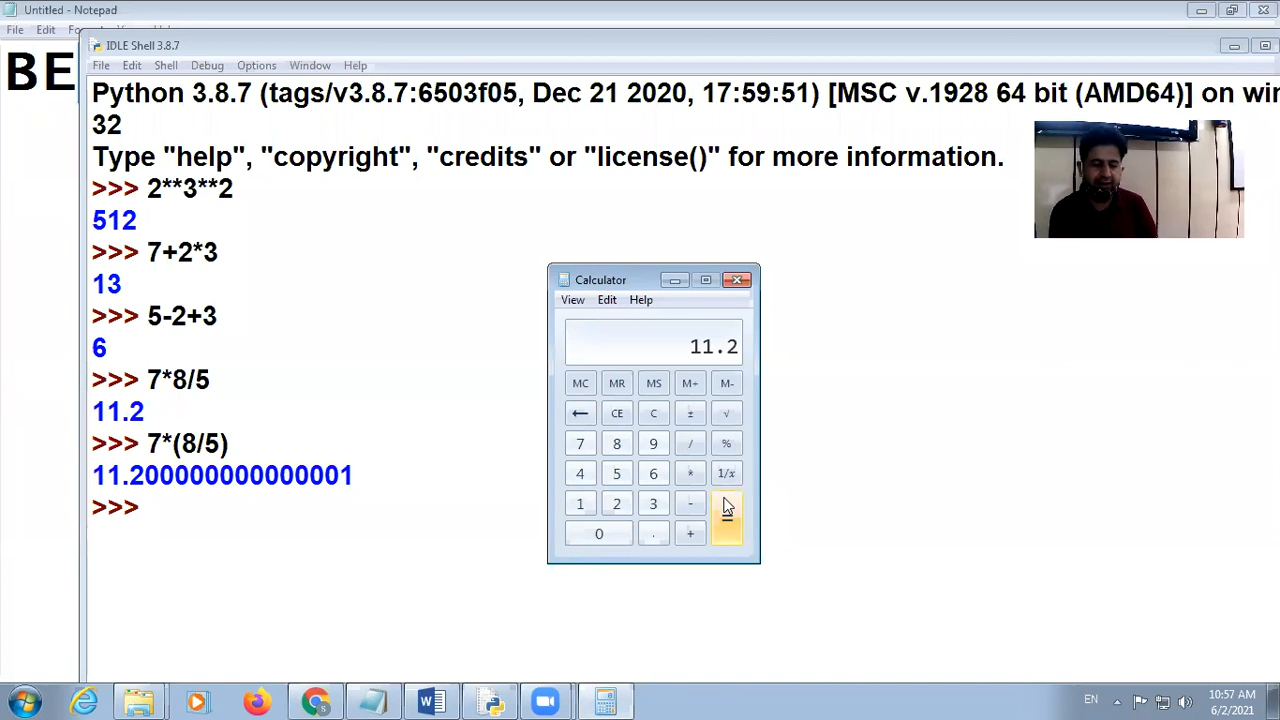 Untitled - Notepad
File Edit
BE
IDLE Shell 3.8.7
File Edit Shell Debug Options Window Help
Python 3.8.7 (tags/v3.8.7:6503f05, Dec 21 2020, 17:59:51) [MSC v.1928 64 bit (AMD64)] on win
32
Type "help", "copyright", "credits" or "license()" for more information.
>>> 2**3**2
512
>>> 7+2*3
13
>>> 5-2+3
6
>>> 7*8/5
11.2
>>> 7*(8/5)
11.200000000000001
>>>
Calculator
View Edit Help
11.2
MC MR MS M+ M-
← CE C ± √
7 8 9 / %
4 5 6 * 1/x
1 2 3 - =
0 . +
EN
10:57 AM
6/2/2021